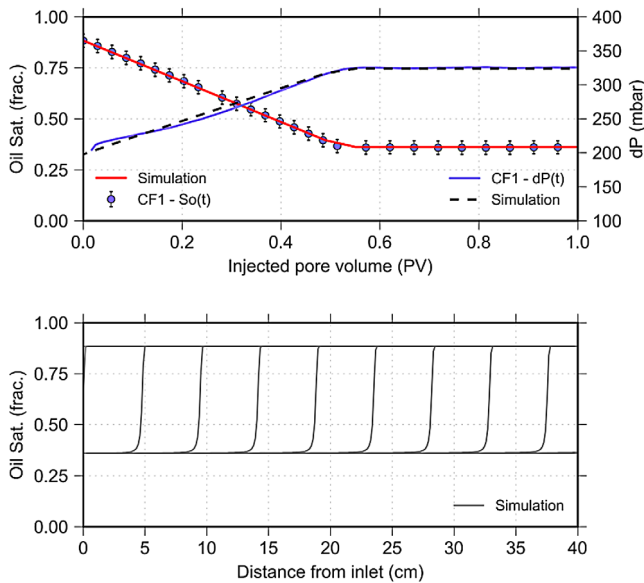 1.00 400
350
0.75 300
Oil Sat. (frac.) 0.50 250 dP (mbar)
200
0.25 Simulation CF1 - dP(t) 150
CF1 - So(t) Simulation
0.00 100
0.0 0.2 0.4 0.6 0.8 1.0
Injected pore volume (PV)
1.00
0.75
Oil Sat. (frac.) 0.50
0.25
Simulation
0.00
0 5 10 15 20 25 30 35 40
Distance from inlet (cm)